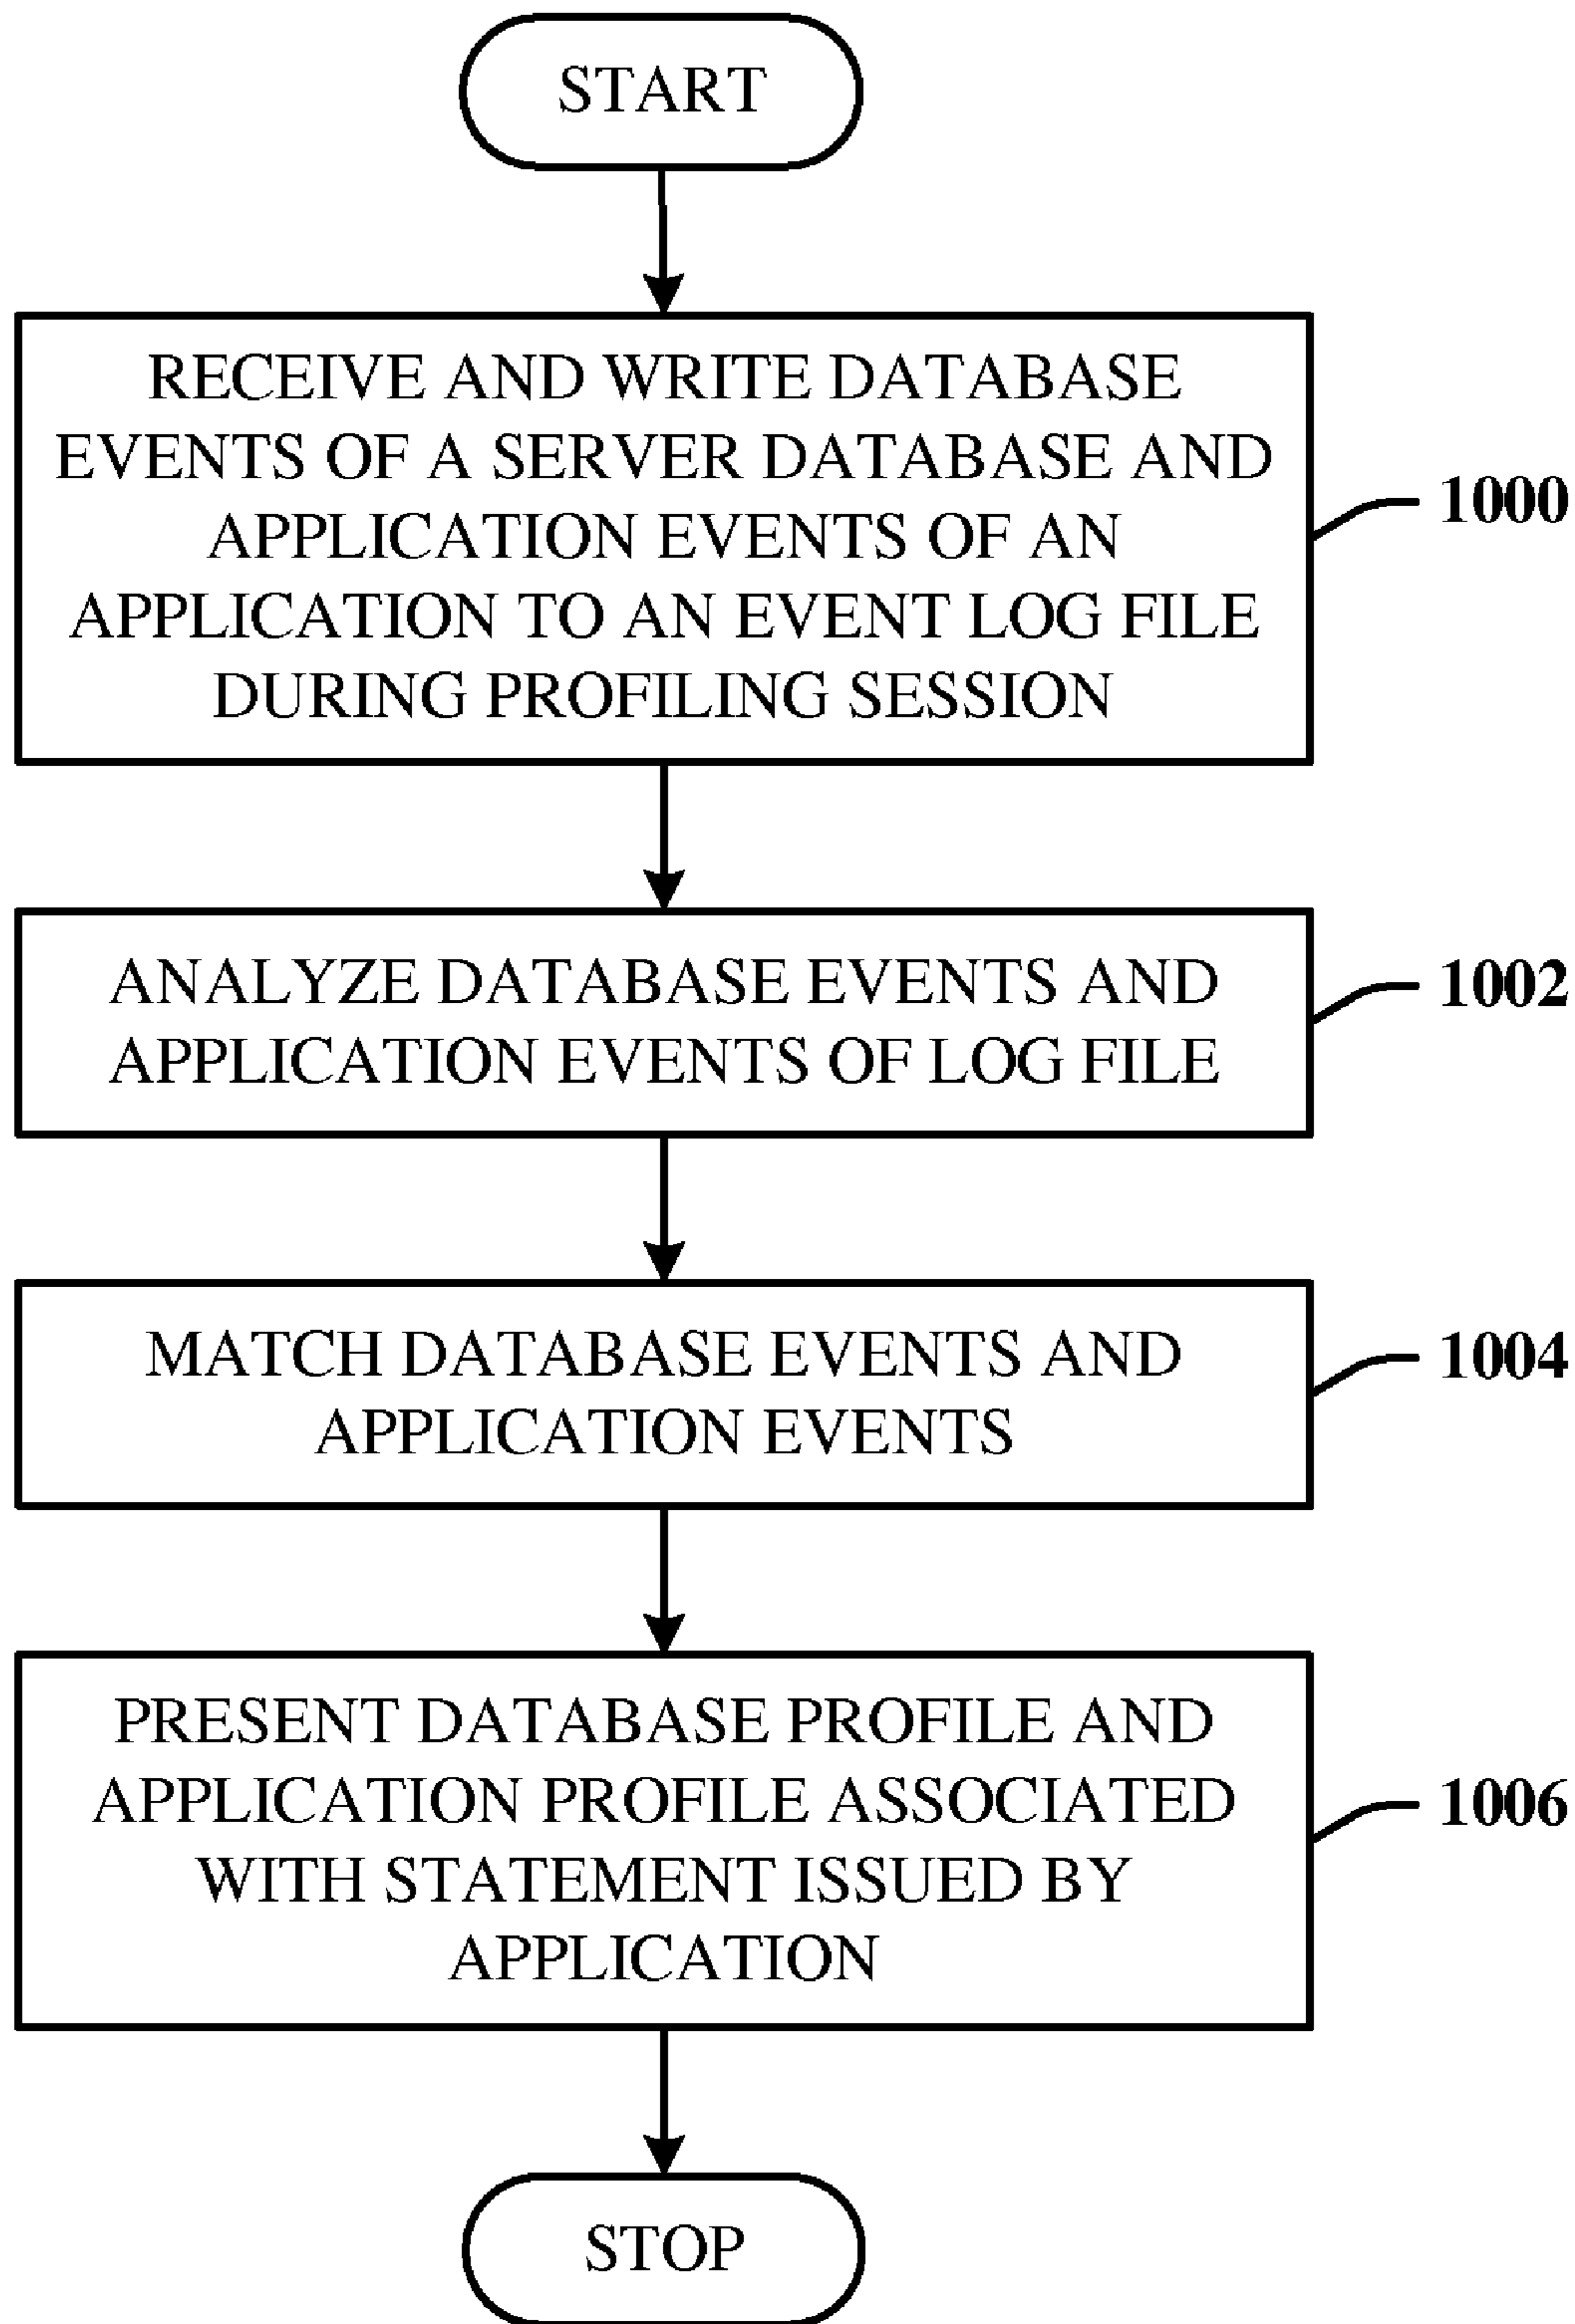 START
RECEIVE AND WRITE DATABASE
EVENTS OF A SERVER DATABASE AND
APPLICATION EVENTS OF AN
APPLICATION TO AN EVENT LOG FILE
DURING PROFILING SESSION
1000
ANALYZE DATABASE EVENTS AND
APPLICATION EVENTS OF LOG FILE
1002
MATCH DATABASE EVENTS AND
APPLICATION EVENTS
1004
PRESENT DATABASE PROFILE AND
APPLICATION PROFILE ASSOCIATED
WITH STATEMENT ISSUED BY
APPLICATION
1006
STOP